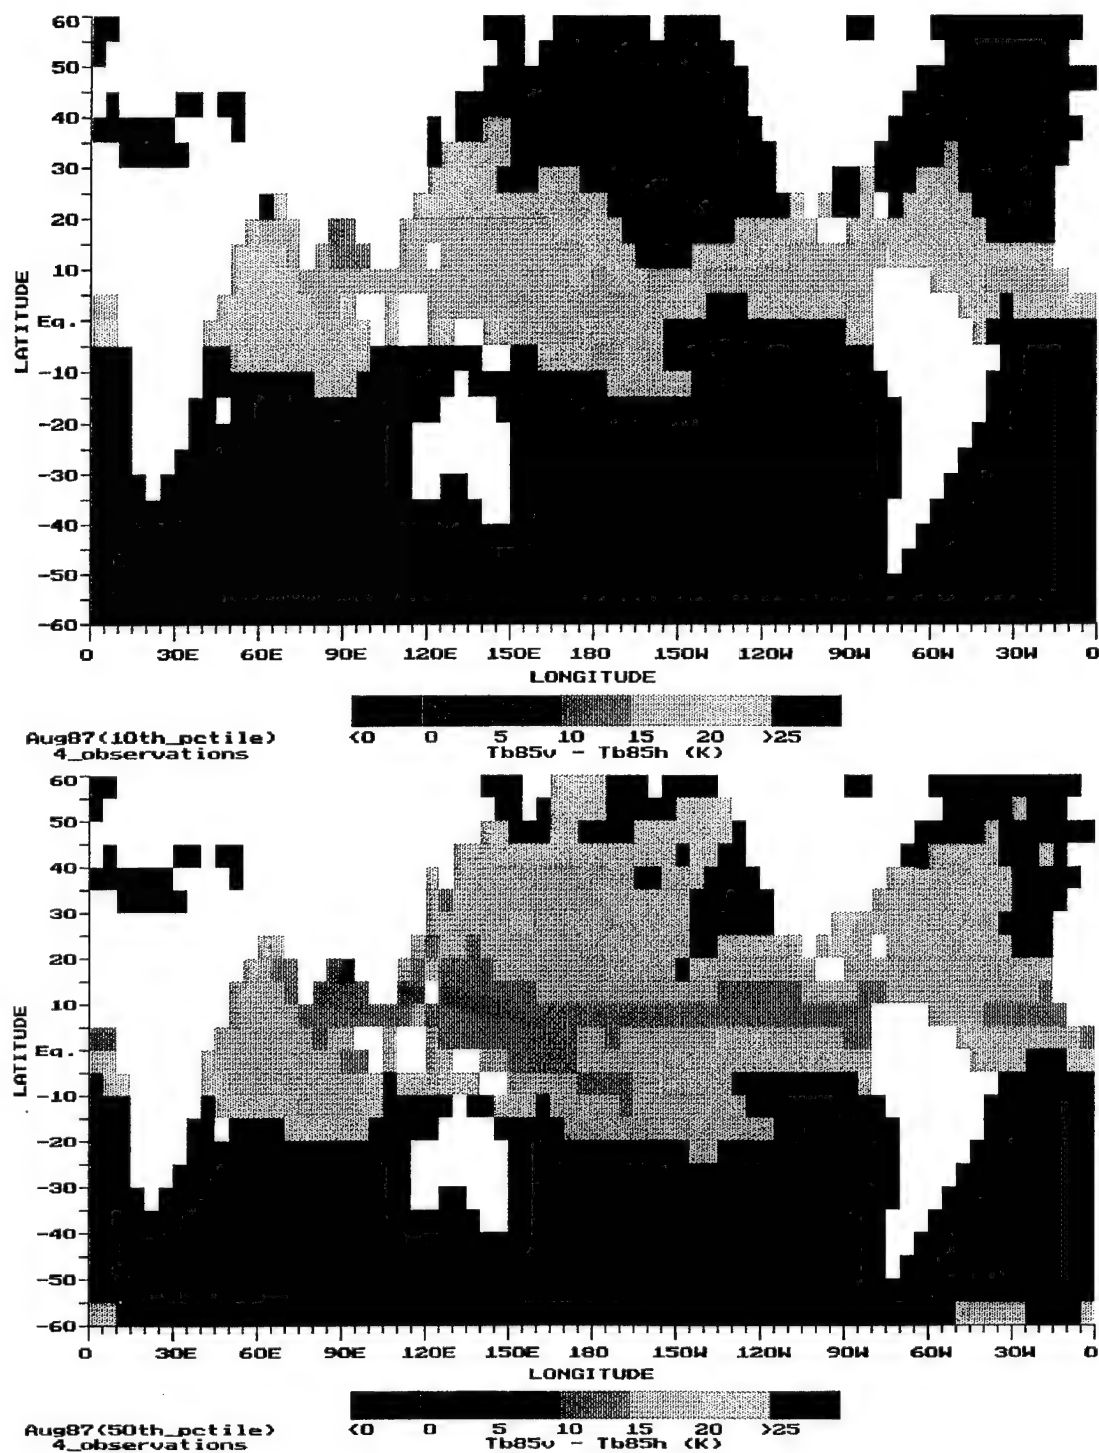 60
50
40
30
20
10
Eq.
-10
-20
-30
-40
-50
-60
LATITUDE
0 30E 60E 90E 120E 150E 180 150W 120W 90W 60W 30W 0
LONGITUDE
Aug87(10th_pctile)
4_observations
<0 0 5 10 15 20 >25
Tb85v - Tb85h (K)
60
50
40
30
20
10
Eq.
-10
-20
-30
-40
-50
-60
LATITUDE
0 30E 60E 90E 120E 150E 180 150W 120W 90W 60W 30W 0
LONGITUDE
Aug87(50th_pctile)
4_observations
<0 0 5 10 15 20 >25
Tb85v - Tb85h (K)